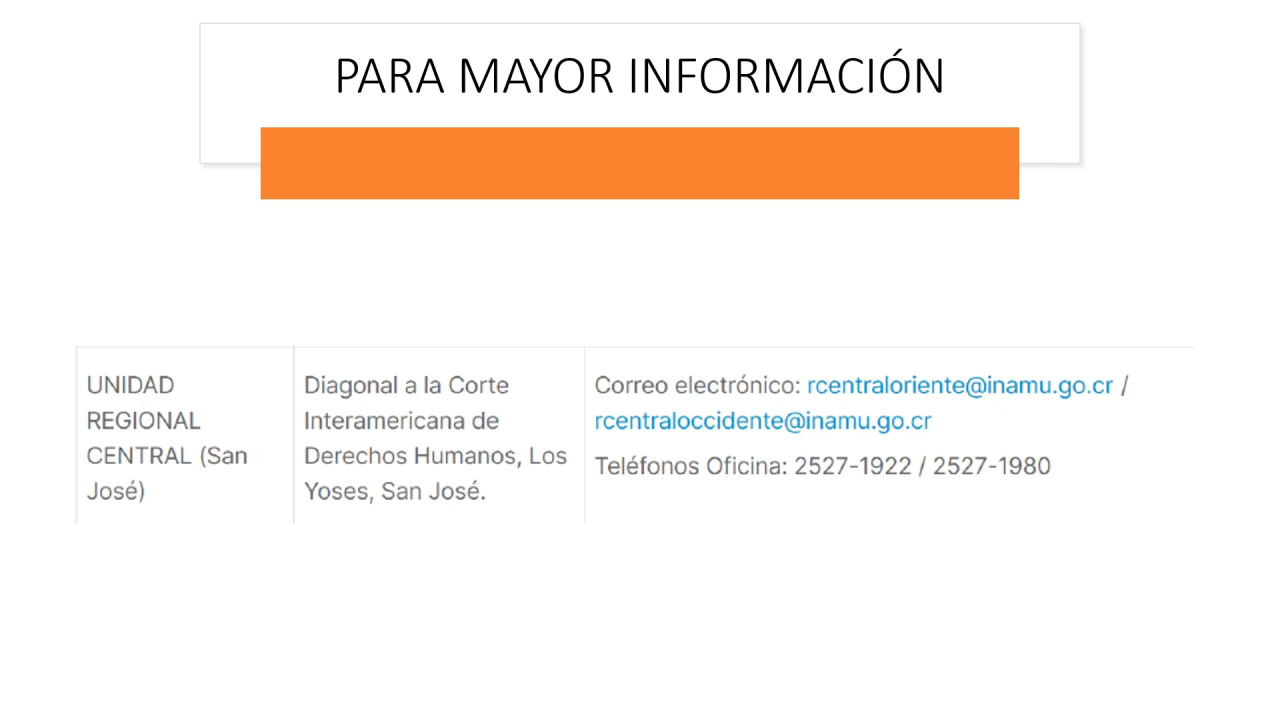 PARA MAYOR INFORMACIÓN
UNIDAD
REGIONAL
CENTRAL (San
José)
Diagonal a la Corte
Interamericana de
Derechos Humanos, Los
Yoses, San José.
Correo electrónico: rcentraloriente@inamu.go.cr /
rcentraloccidente@inamu.go.cr
Teléfonos Oficina: 2527-1922 / 2527-1980